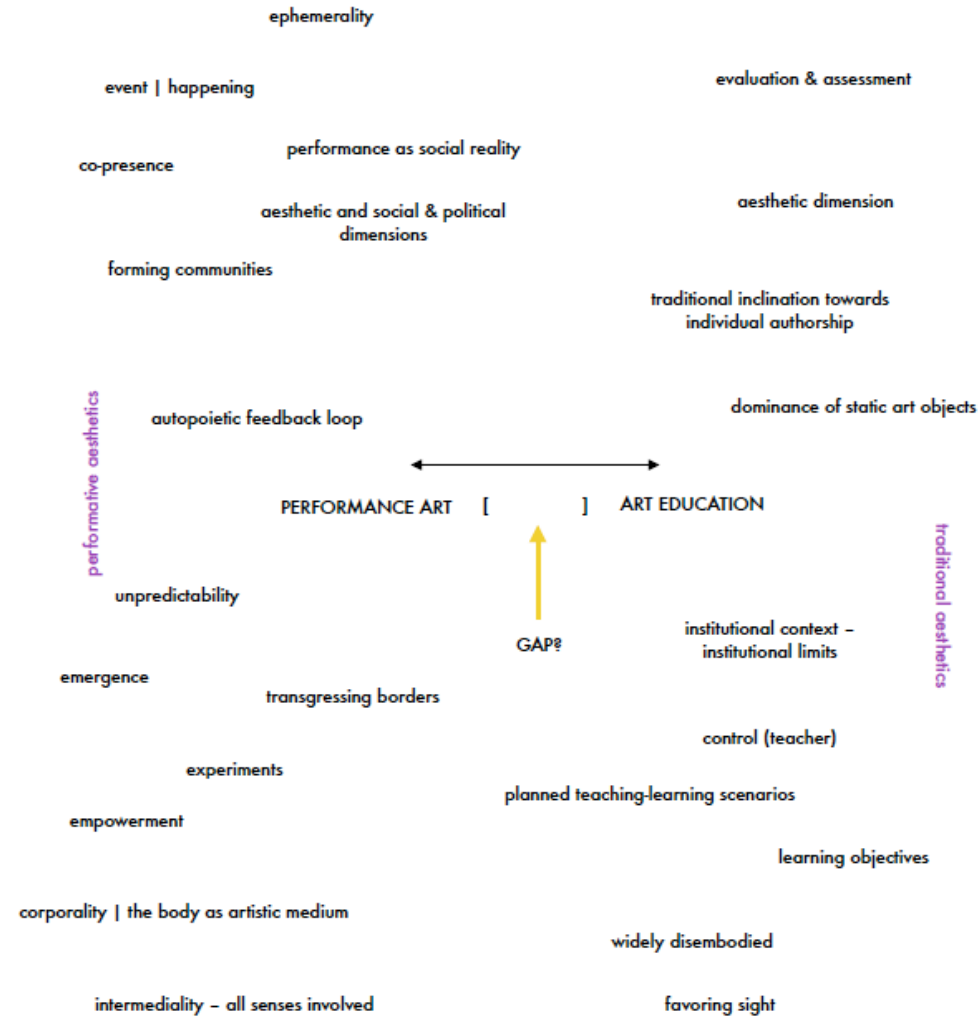 ephemerality
evaluation & assessment
event | happening
performance as social reality
co-presence
aesthetic dimension
aesthetic and social & political
dimensions
forming communities
traditional inclination towards
individual authorship
performative aesthetics
dominance of static art objects
autopoietic feedback loop
PERFORMANCE ART [ ] ART EDUCATION
traditional aesthetics
unpredictability
institutional context –
institutional limits
GAP?
emergence
transgressing borders
control (teacher)
experiments
planned teaching-learning scenarios
empowerment
learning objectives
corporality | the body as artistic medium
widely disembodied
intermediality – all senses involved
favoring sight